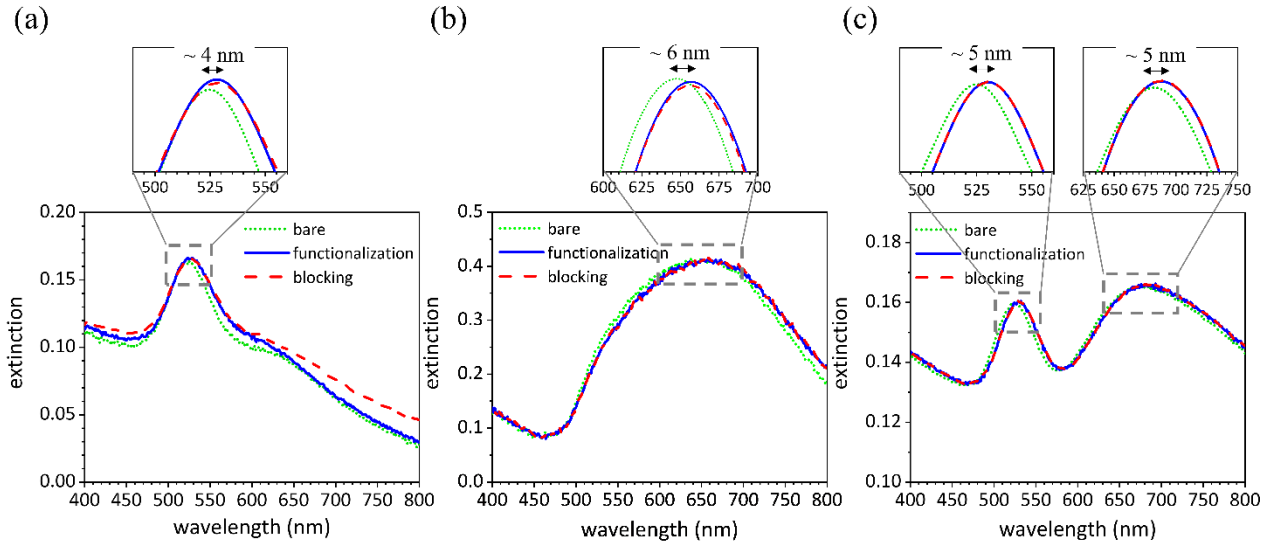 (a)
~ 4 nm
500 525 550
0.20
0.15
0.10
0.05
0.00
extinction
bare
functionalization
blocking
400 450 500 550 600 650 700 750 800
wavelength (nm)
(b)
~ 6 nm
600 625 650 675 700
0.5
0.4
0.3
0.2
0.1
0.0
extinction
bare
functionalization
blocking
400 450 500 550 600 650 700 750 800
wavelength (nm)
(c)
~ 5 nm
500 530 560
~ 5 nm
625 650 675 700 725 750
0.18
0.16
0.14
0.12
0.10
extinction
bare
functionalization
blocking
400 450 500 550 600 650 700 750 800
wavelength (nm)